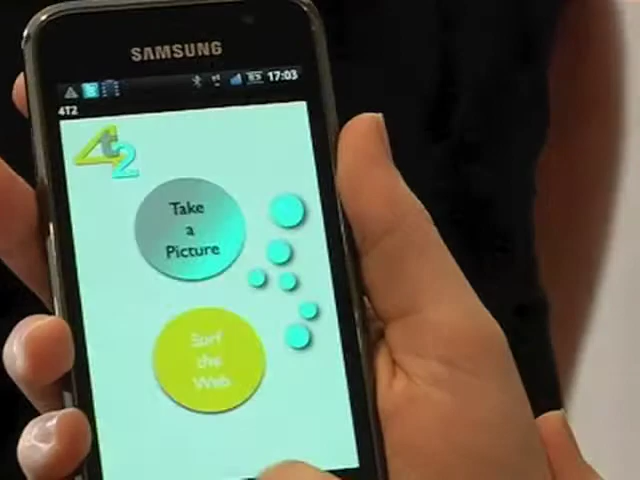 SAMSUNG
17:03
4T2
4t2
Take
a
Picture
Surf
the
Web